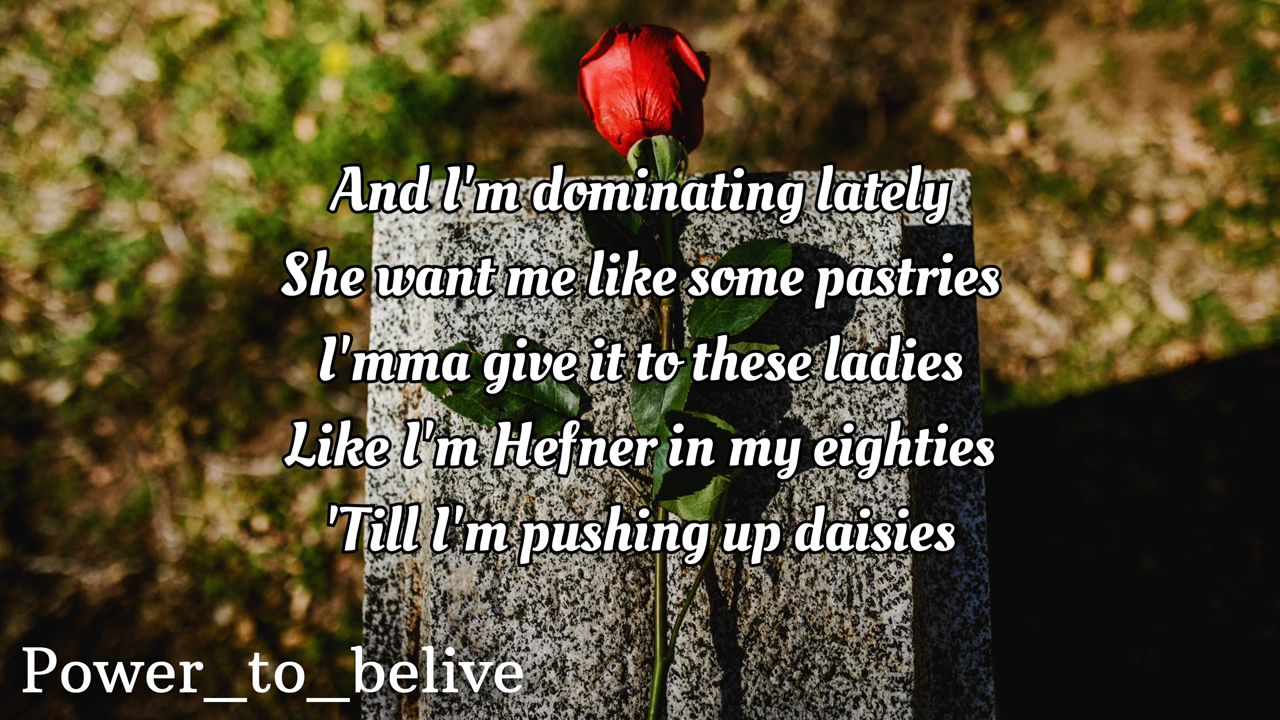 And I'm dominating lately
She want me like some pastries
I'mma give it to these ladies
Like I'm Hefner in my eighties
'Till I'm pushing up daisies
Power_to_belive